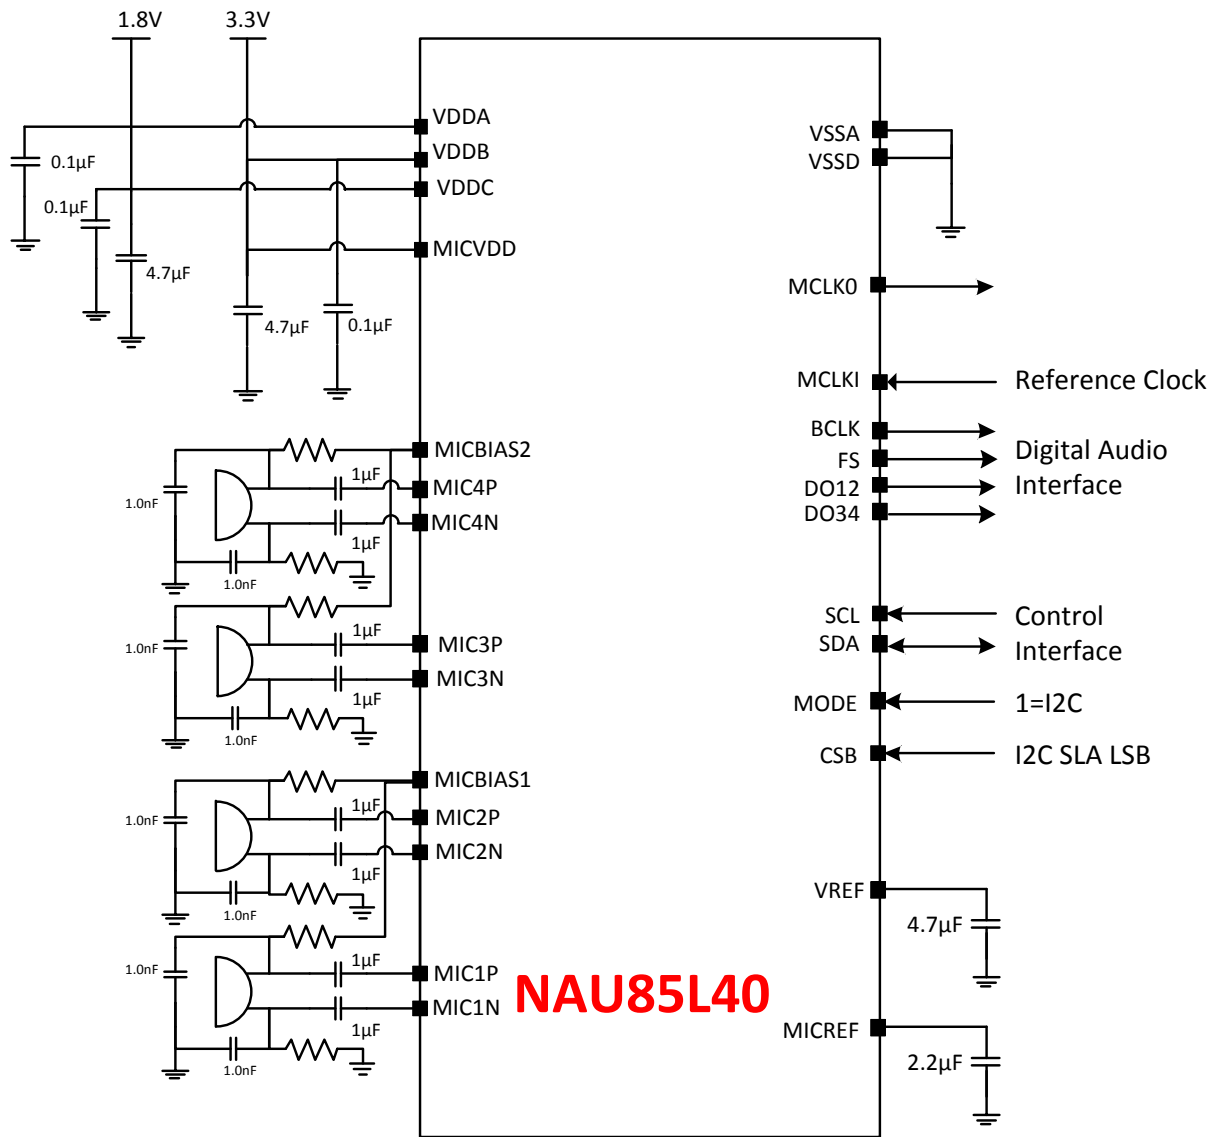 1.8V
3.3V
VDDA
VDDB
VDDC
MICVDD
0.1µF
0.1µF
4.7µF
4.7µF
0.1µF
VSSA
VSSD
MCLK0
MCLKI
Reference Clock
BCLK
FS
DO12
DO34
Digital Audio
Interface
MICBIAS2
1µF
MIC4P
1.0nF
MIC4N
1µF
1.0nF
1µF
MIC3P
1.0nF
MIC3N
1µF
1.0nF
SCL
SDA
Control
Interface
MODE
1=I2C
CSB
I2C SLA LSB
MICBIAS1
1µF
MIC2P
1.0nF
MIC2N
1µF
1.0nF
1µF
MIC1P
1.0nF
MIC1N
1µF
1.0nF
VREF
4.7µF
NAU85L40
MICREF
2.2µF